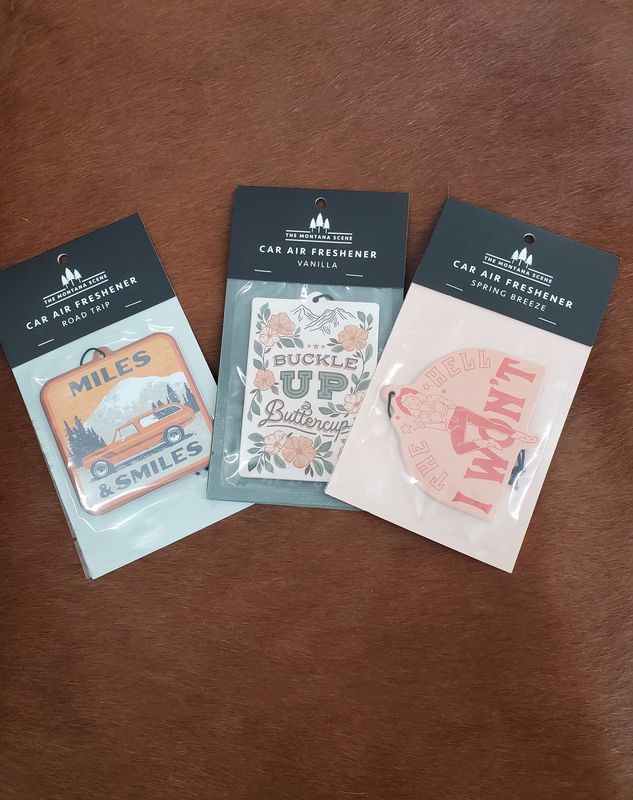 THE MONTANA SCENE
CAR AIR FRESHENER
ROAD TRIP
MILES
& SMILES
THE MONTANA SCENE
CAR AIR FRESHENER
VANILLA
BUCKLE
UP
Buttercup
THE MONTANA SCENE
CAR AIR FRESHENER
SPRING BREEZE
THE HELL
I WON'T